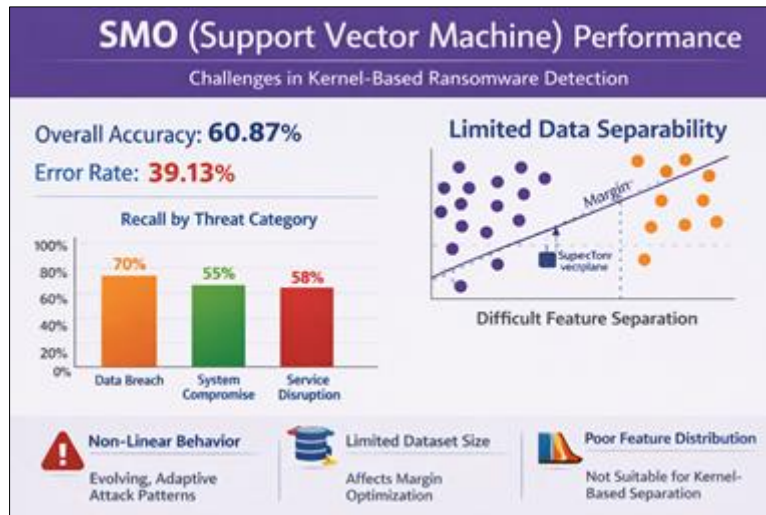 SMO (Support Vector Machine) Performance
Challenges in Kernel-Based Ransomware Detection
Overall Accuracy: 60.87%
Error Rate: 39.13%
Recall by Threat Category
100%
80%
60%
40%
20%
0%
70%
55%
58%
Data Breach
System
Compromise
Service
Disruption
Limited Data Separability
Margin
vectplane
Difficult Feature Separation
Non-Linear Behavior
Evolving, Adaptive
Attack Patterns
Limited Dataset Size
Affects Margin
Optimization
Poor Feature Distribution
Not Suitable for Kernel-
Based Separation